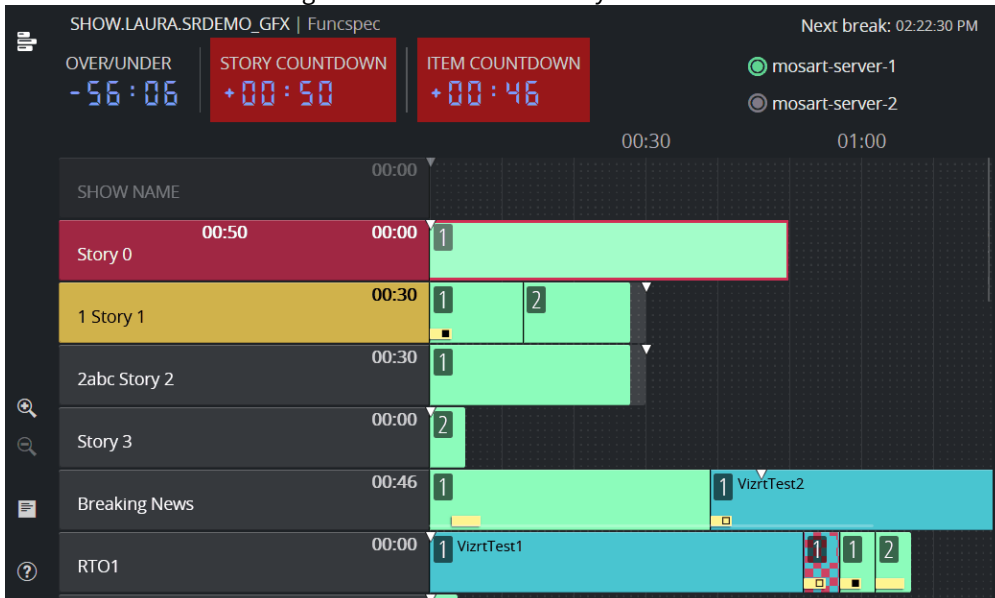 SHOW.LAURA.SRDEMO_GFX | Funcspec
Next break: 02:22:30 PM
OVER/UNDER
STORY COUNTDOWN
ITEM COUNTDOWN
-56:06
+00:50
+00:46
mosart-server-1
mosart-server-2
00:30
01:00
SHOW NAME
00:00
Story 0
00:50
00:00
1
1 Story 1
00:30
1
2
2abc Story 2
00:30
1
Story 3
00:00
2
Breaking News
00:46
1
1 VizrtTest2
RTO1
00:00
1 VizrtTest1
1
1
2